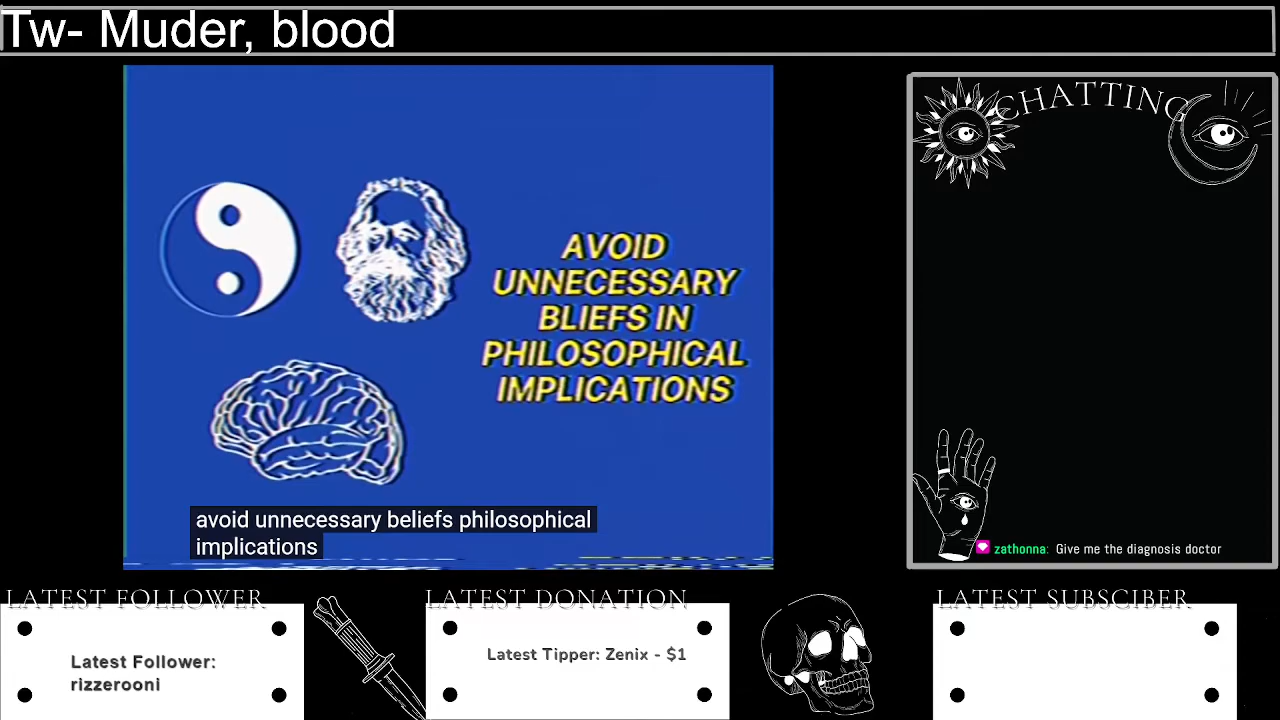 Tw- Muder, blood
CHATTING
AVOID
UNNECESSARY
BLIEFS IN
PHILOSOPHICAL
IMPLICATIONS
avoid unnecessary beliefs philosophical
implications
zathonna: Give me the diagnosis doctor
LATEST FOLLOWER
Latest Follower:
rizzerooni
LATEST DONATION
Latest Tipper: Zenix - $1
LATEST SUBSCIBER